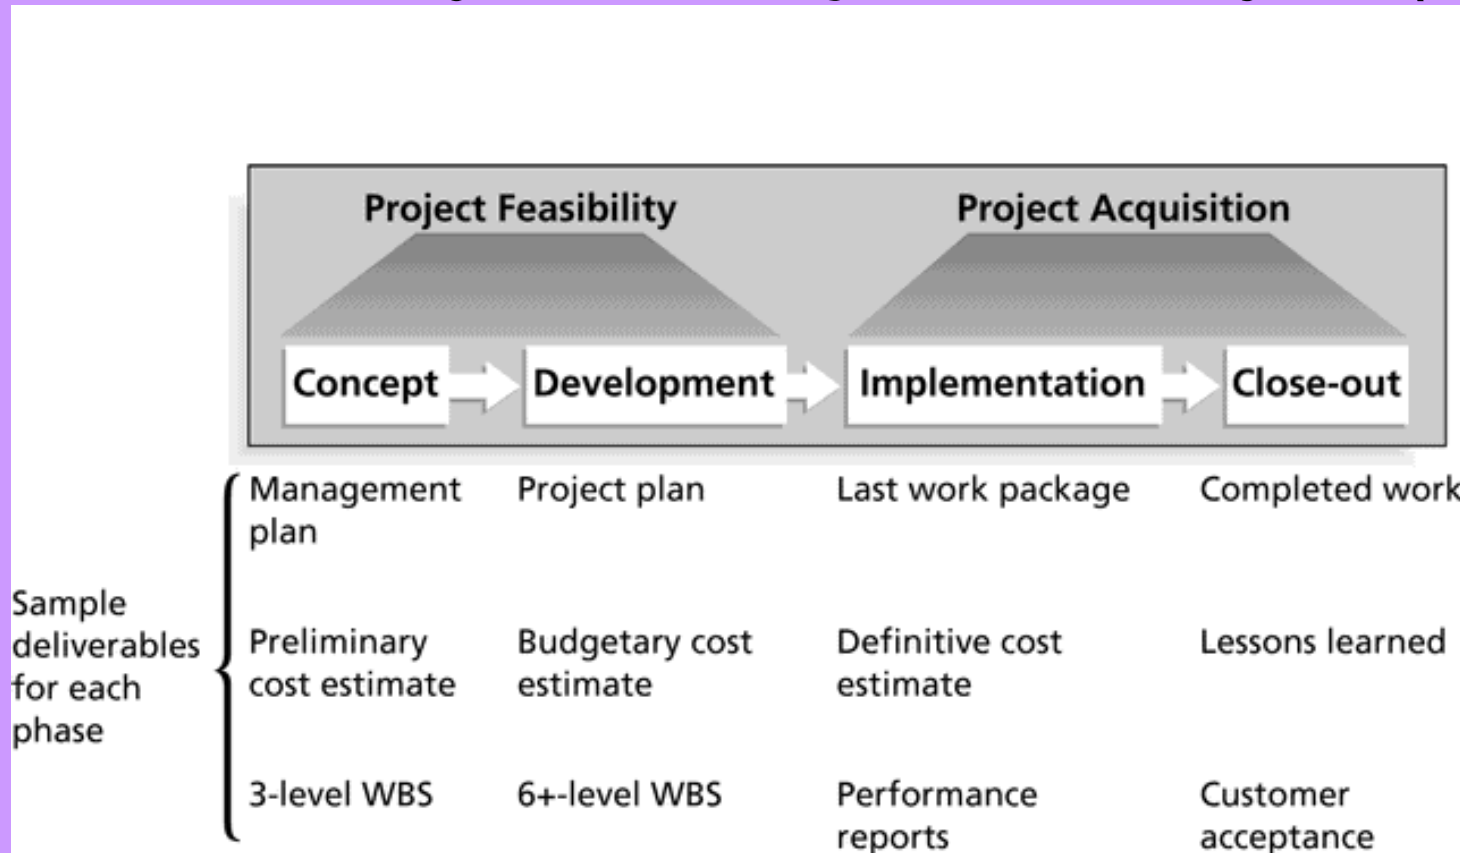 Project Feasibility
Project Acquisition
Concept
Development
Implementation
Close-out
Sample
deliverables
for each
phase
Management
plan
Project plan
Last work package
Completed work
Preliminary
cost estimate
Budgetary cost
estimate
Definitive cost
estimate
Lessons learned
3-level WBS
6+-level WBS
Performance
reports
Customer
acceptance